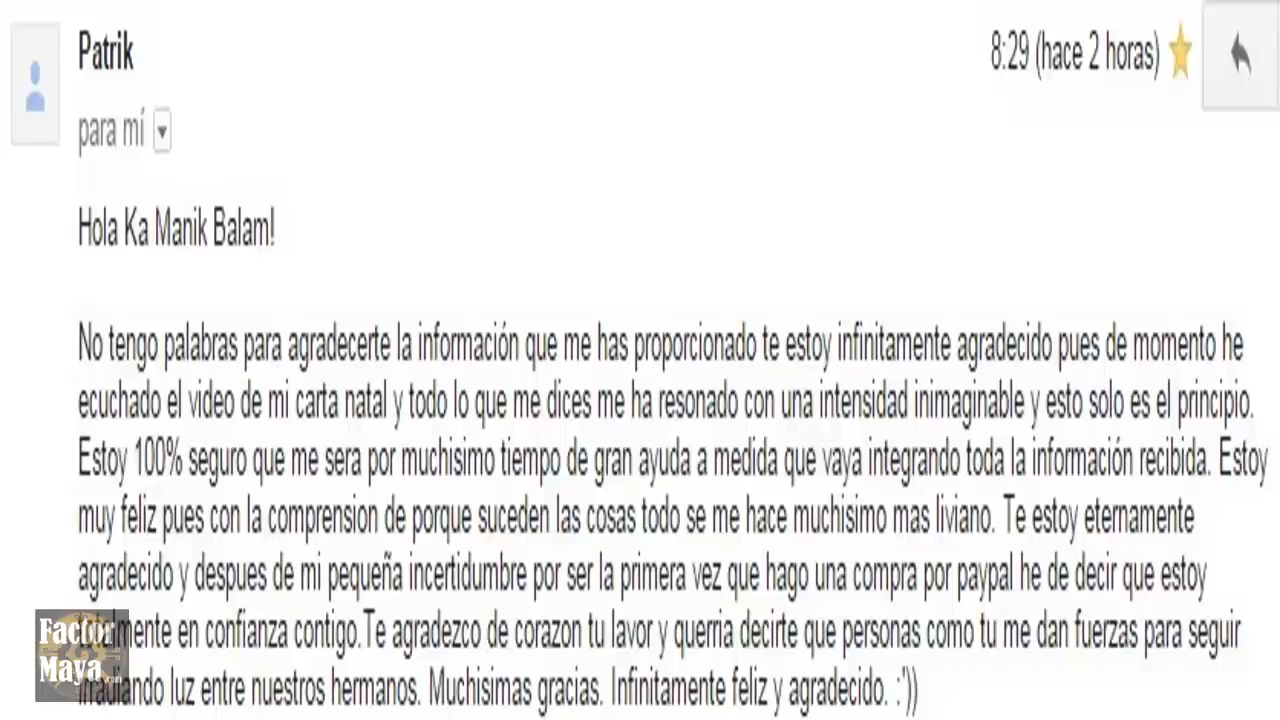 Patrik
8:29 (hace 2 horas)
para mí
Hola Ka Manik Balam!
No tengo palabras para agradecerte la información que me has proporcionado te estoy infinitamente agradecido pues de momento he
ecuchado el video de mi carta natal y todo lo que me dices me ha resonado con una intensidad inimaginable y esto solo es el principio.
Estoy 100% seguro que me sera por muchisimo tiempo de gran ayuda a medida que vaya integrando toda la información recibida. Estoy
muy feliz pues con la comprension de porque suceden las cosas todo se me hace muchisimo mas liviano. Te estoy eternamente
agradecido y despues de mi pequeña incertidumbre por ser la primera vez que hago una compra por paypal he de decir que estoy
en confianza contigo.Te agradezco de corazon tu lavor y querria decirte que personas como tu me dan fuerzas para seguir
luz entre nuestros hermanos. Muchisimas gracias. Infinitamente feliz y agradecido. :'))
Factor
Maya.com